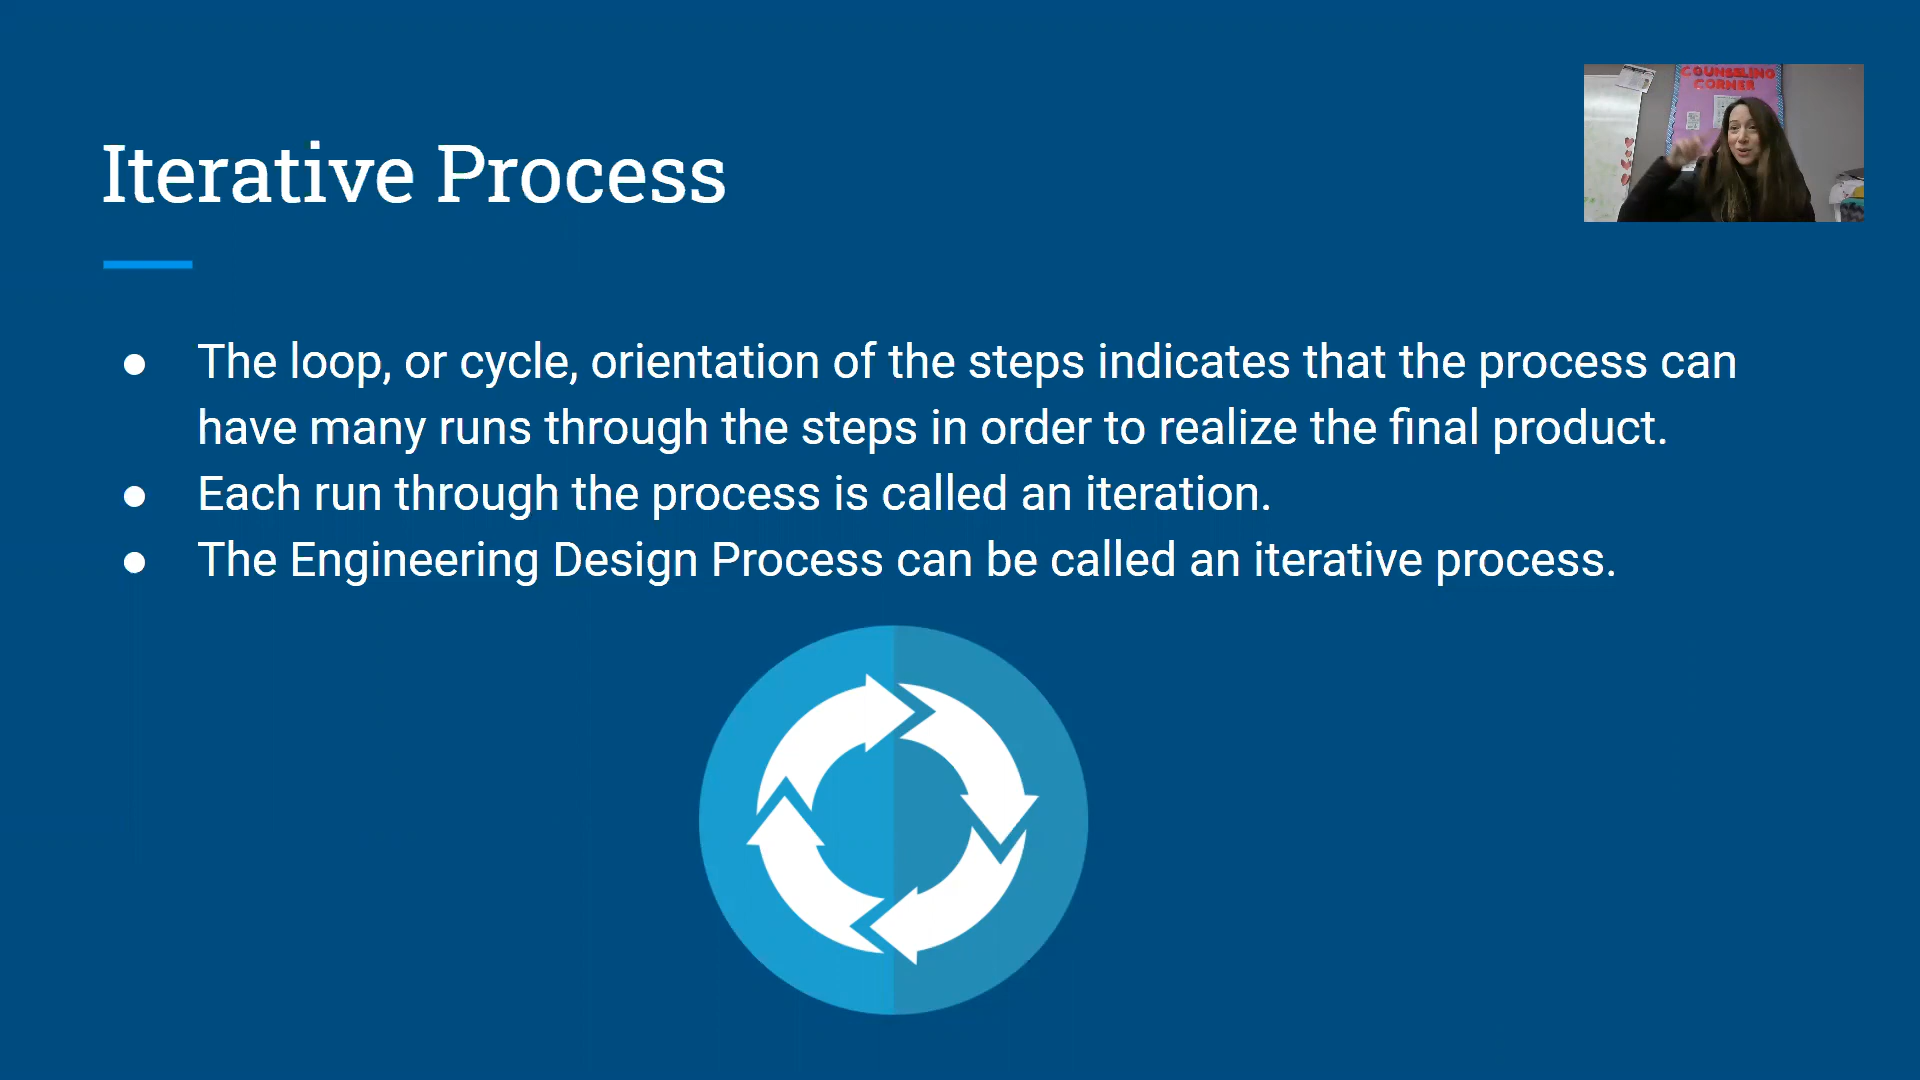 COUNSELING
CORNER
Iterative Process
● The loop, or cycle, orientation of the steps indicates that the process can
have many runs through the steps in order to realize the final product.
● Each run through the process is called an iteration.
● The Engineering Design Process can be called an iterative process.